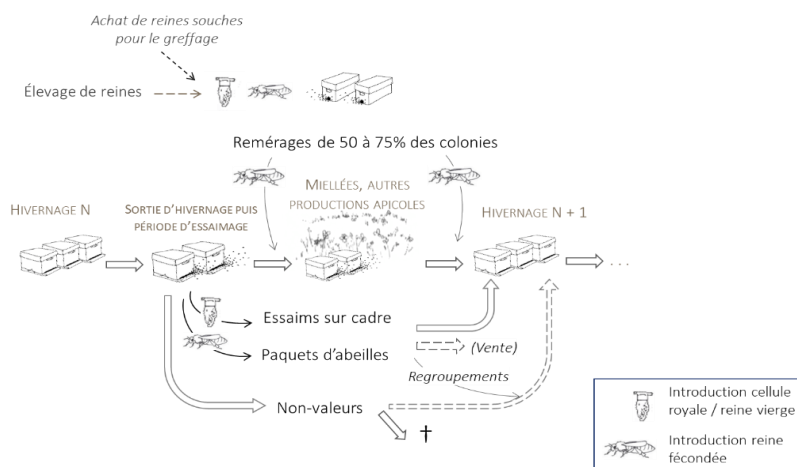 Achat de reines souches
pour le greffage
Élevage de reines
Remérages de 50 à 75% des colonies
HIVERNAGE N
SORTIE D'HIVERNAGE PUIS
PÉRIODE D'ESSAIMAGE
MIELLÉES, AUTRES
PRODUCTIONS APICOLES
HIVERNAGE N + 1
...
Essaims sur cadre
Paquets d'abeilles
(Vente)
Regroupements
Non-valeurs
†
Introduction cellule
royale / reine vierge
Introduction reine
fécondée